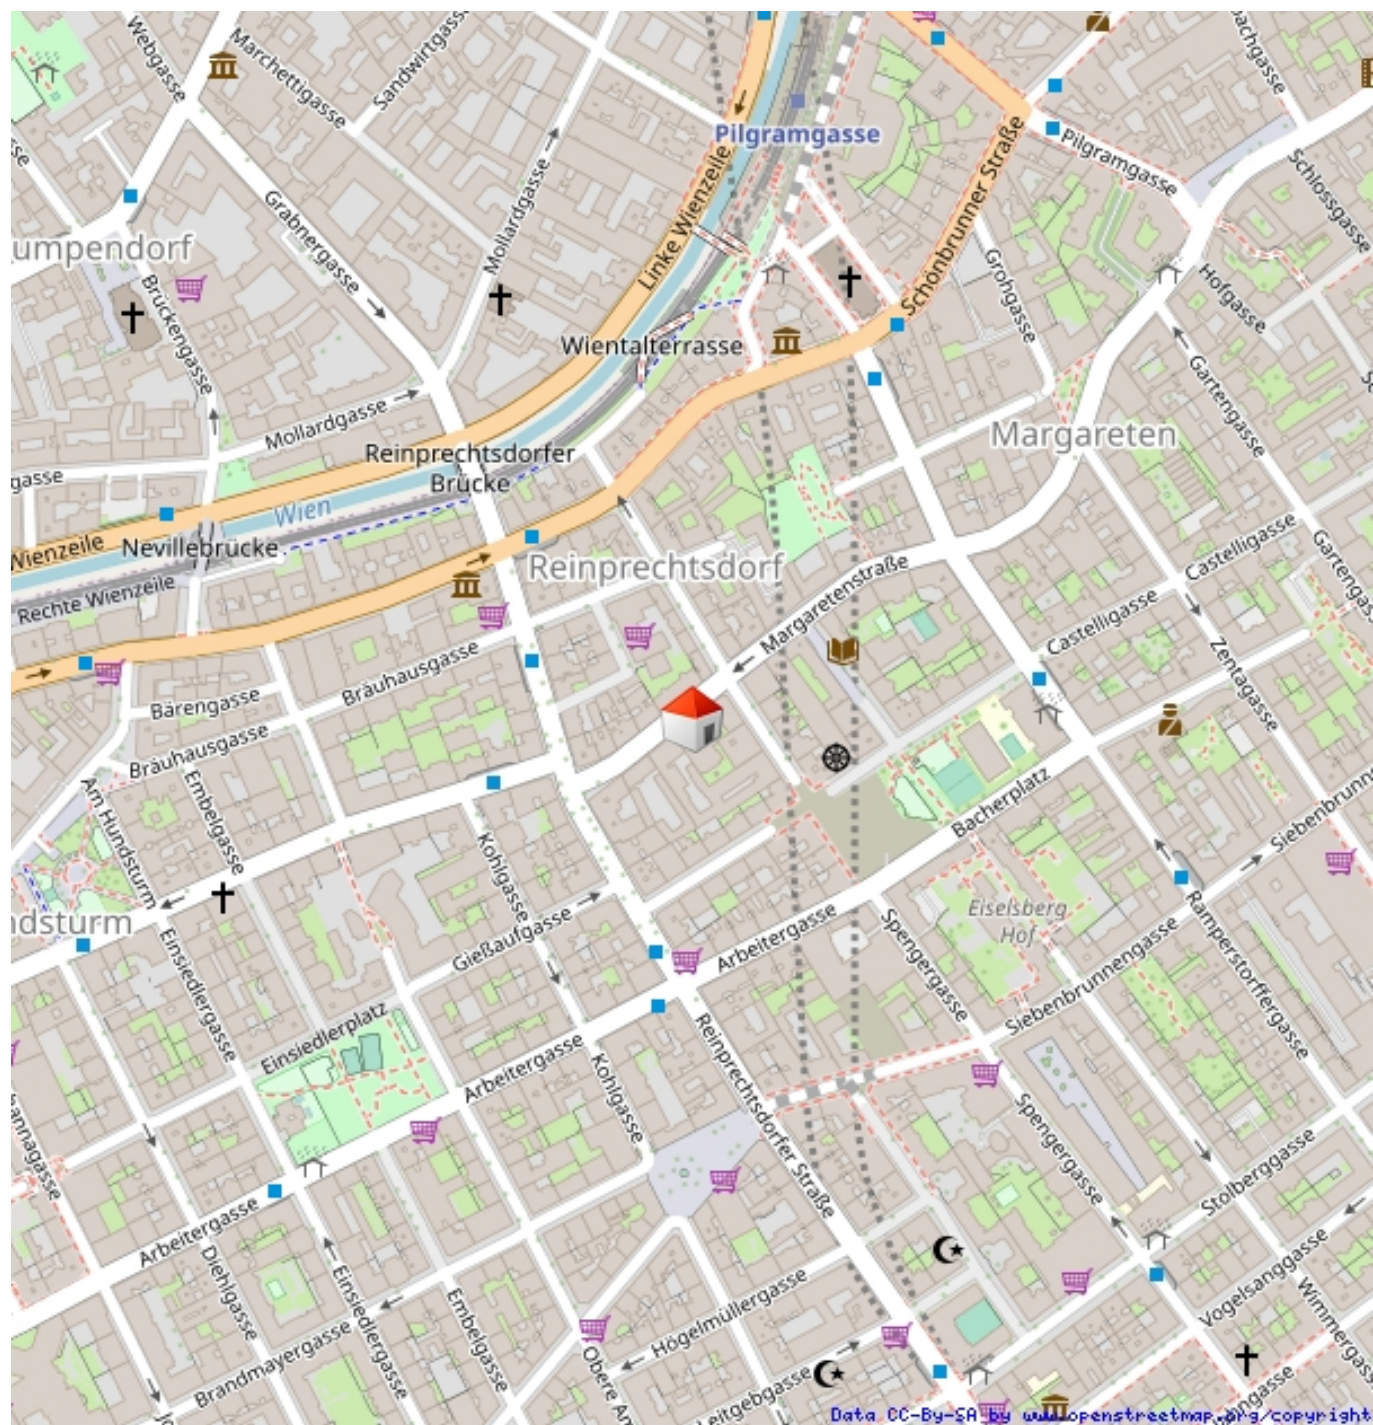 Webgasse
Marchettigasse
Sandwirtgasse
Pilgramgasse
Pilgramgasse
Schlossgasse
Linke Wienzeile
Mollardgasse
Grabnergasse
Schönbrunner Straße
umpendorf
Brückengasse
Grohgasse
Hofgasse
Wientalterrasse
Gartengasse
Mollardgasse
Margareten
Reinprechtsdorfer
Brücke
gasse
Wien
Wienzeile
Nevillebrücke
Rechte Wienzeile
Reinprechtsdorf
Castelligasse
Gartengasse
Margaretenstraße
Castelligasse
Zentagasse
Bräuhausgasse
Bärengasse
Bräuhausgasse
Am Hundsturm
Embelgasse
Kohlgasse
Bacherplatz
Siebenbrunn
ndsturm
Einsiedlergasse
Gießaufgasse
Arbeitergasse
Spengergasse
Eiselsberg
Hof
Siebenbrunnengasse
Ramperstorffergasse
Einsiedlerplatz
Arbeitergasse
Kohlgasse
Reinprechtsdorfer Straße
Spengergasse
Stolberggasse
annagasse
Arbeitergasse
Diehlgasse
Einsiedlergasse
Embelgasse
Högelmüllergasse
Vogelsanggasse
Wimmergasse
Brandmayergasse
Obere Am
Leitgebgasse
Data CC-By-SA by www.openstreetmap.org/copyright